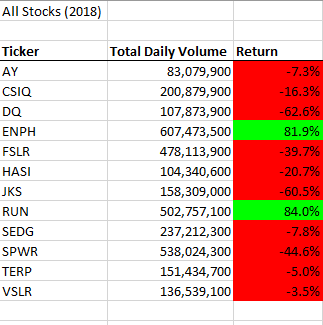 All Stocks (2018)
Ticker Total Daily Volume Return
AY 83,079,900 -7.3%
CSIQ 200,879,900 -16.3%
DQ 107,873,900 -62.6%
ENPH 607,473,500 81.9%
FSLR 478,113,900 -39.7%
HASI 104,340,600 -20.7%
JKS 158,309,000 -60.5%
RUN 502,757,100 84.0%
SEDG 237,212,300 -7.8%
SPWR 538,024,300 -44.6%
TERP 151,434,700 -5.0%
VSLR 136,539,100 -3.5%